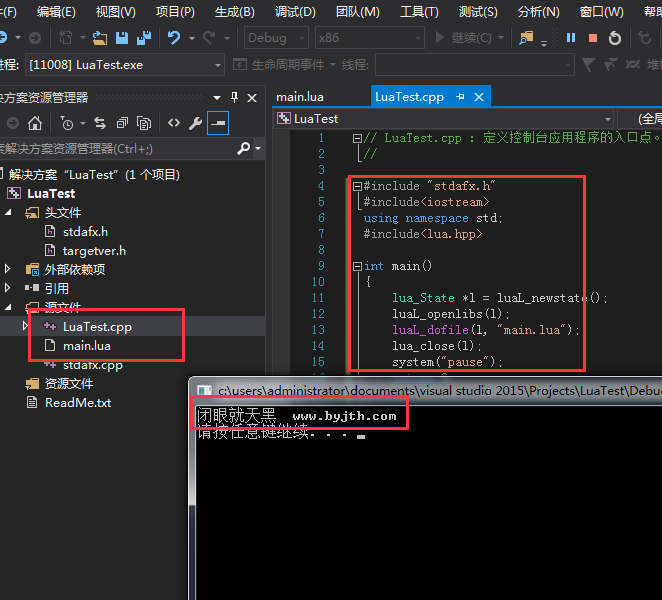 编辑(E) 视图(V) 项目(P) 生成(B) 调试(D) 团队(M) 工具(T) 测试(S) 分析(N) 窗口(W)
Debug x86 继续(C)
[11008] LuaTest.exe 生命周期事件 线程:
解决方案资源管理器
搜索解决方案资源管理器(Ctrl+;)
解决方案"LuaTest"(1 个项目)
LuaTest
头文件
stdafx.h
targetver.h
外部依赖项
引用
源文件
LuaTest.cpp
main.lua
stdafx.cpp
资源文件
ReadMe.txt
main.lua LuaTest.cpp
LuaTest
1 // LuaTest.cpp : 定义控制台应用程序的入口点。
2 //
3
4 #include "stdafx.h"
5 #include<iostream>
6 using namespace std;
7 #include<lua.hpp>
8
9 int main()
10 {
11 lua_State *l = luaL_newstate();
12 luaL_openlibs(l);
13 luaL_dofile(l, "main.lua");
14 lua_close(l);
15 system("pause");
c:\users\administrator\documents\visual studio 2015\Projects\LuaTest\Debu
闭眼就天黑 www.byjth.com
请按任意键继续. . .